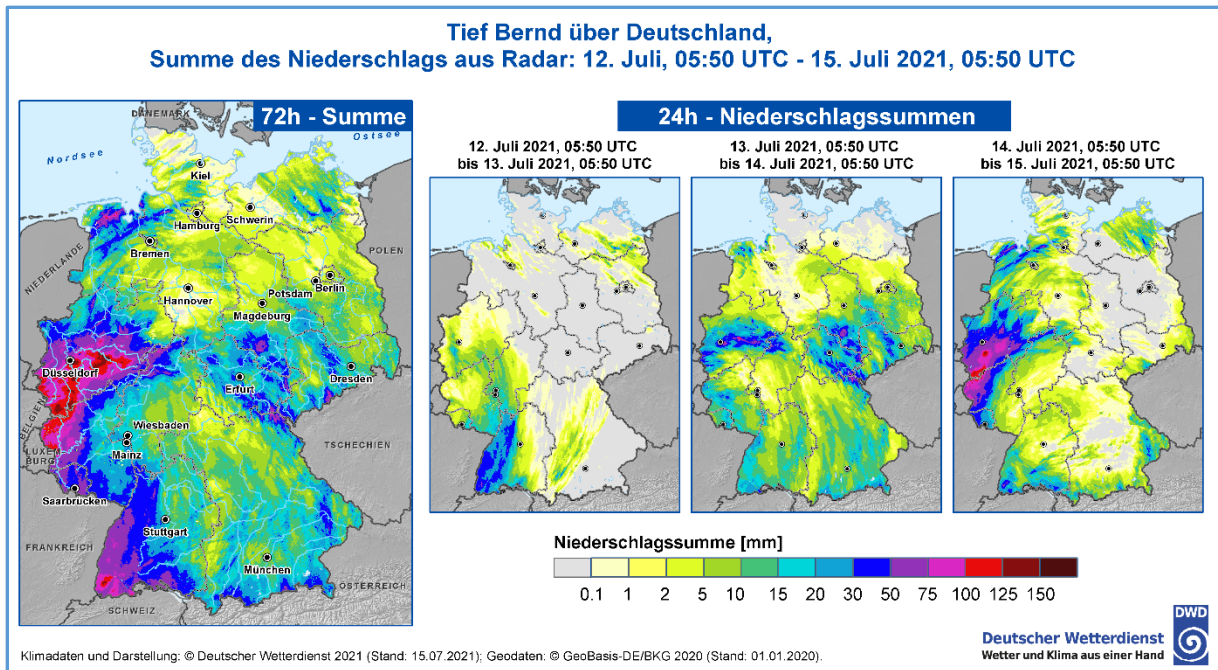 Tief Bernd über Deutschland,
Summe des Niederschlags aus Radar: 12. Juli, 05:50 UTC - 15. Juli 2021, 05:50 UTC
72h - Summe
DÄNEMARK
Nordsee
Ostsee
Kiel
Schwerin
Hamburg
Bremen
NIEDERLANDE
POLEN
Berlin
Potsdam
Hannover
Magdeburg
Düsseldorf
Erfurt
Dresden
BELGIEN
Wiesbaden
LUXEM
BURG
Mainz
TSCHECHIEN
Saarbrücken
Stuttgart
FRANKREICH
München
ÖSTERREICH
SCHWEIZ
24h - Niederschlagssummen
12. Juli 2021, 05:50 UTC
bis 13. Juli 2021, 05:50 UTC
13. Juli 2021, 05:50 UTC
bis 14. Juli 2021, 05:50 UTC
14. Juli 2021, 05:50 UTC
bis 15. Juli 2021, 05:50 UTC
Niederschlagssumme [mm]
0.1 1 2 5 10 15 20 30 50 75 100 125 150
Klimadaten und Darstellung: © Deutscher Wetterdienst 2021 (Stand: 15.07.2021); Geodaten: © GeoBasis-DE/BKG 2020 (Stand: 01.01.2020).
Deutscher Wetterdienst
Wetter und Klima aus einer Hand
DWD